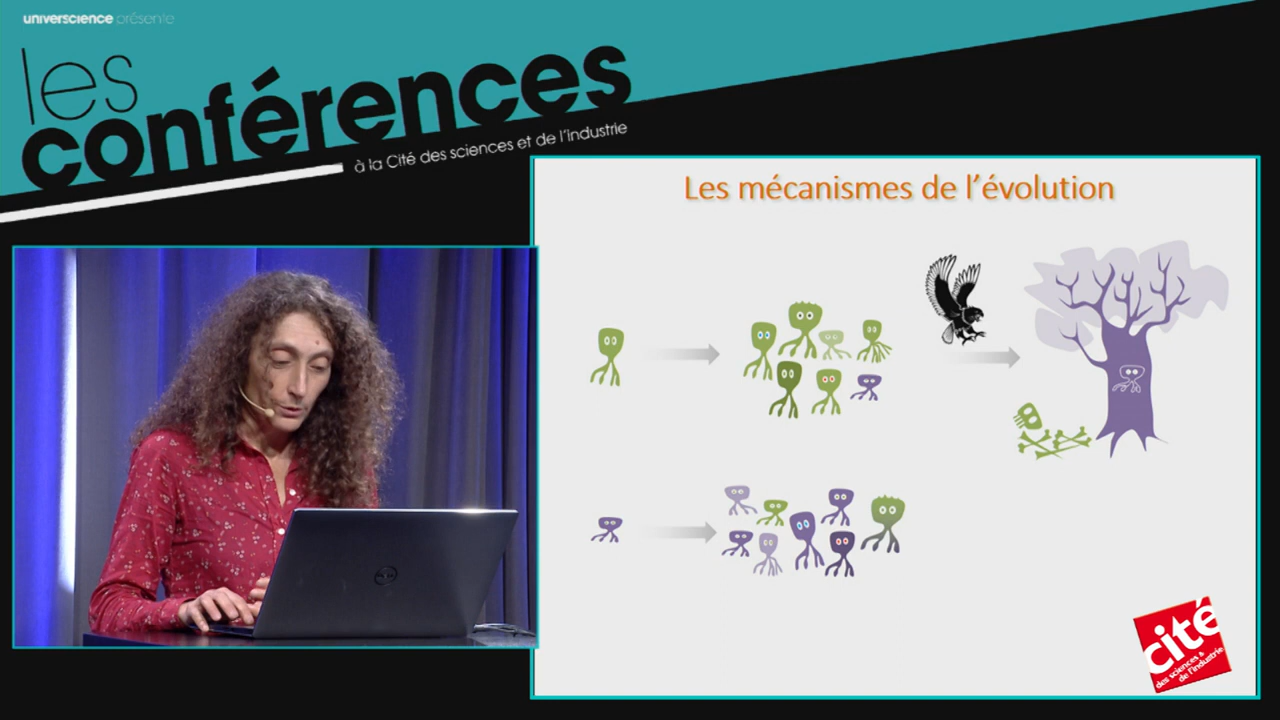 universcience présente
les
conférences
à la Cité des sciences et de l'industrie
Les mécanismes de l'évolution
DELL
cité
des sciences &
de l'industrie